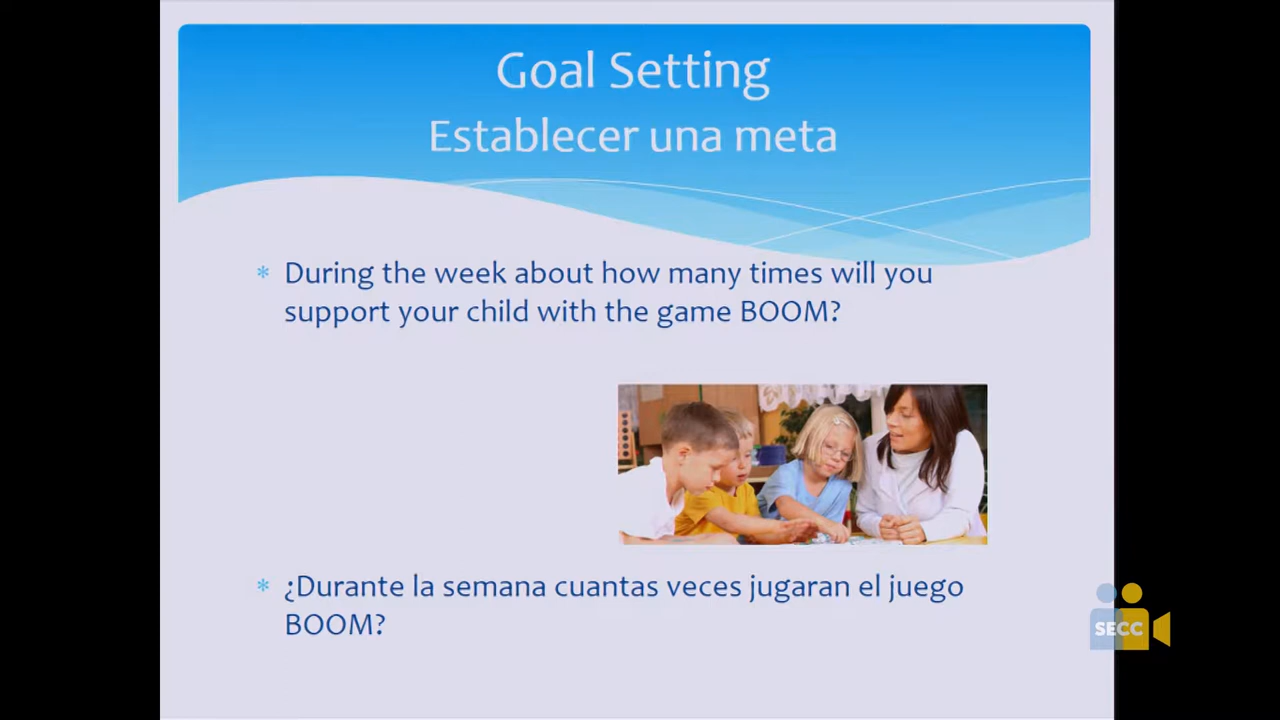 Goal Setting
Establecer una meta
* During the week about how many times will you
support your child with the game BOOM?
* ¿Durante la semana cuantas veces jugaran el juego
BOOM?
SECC